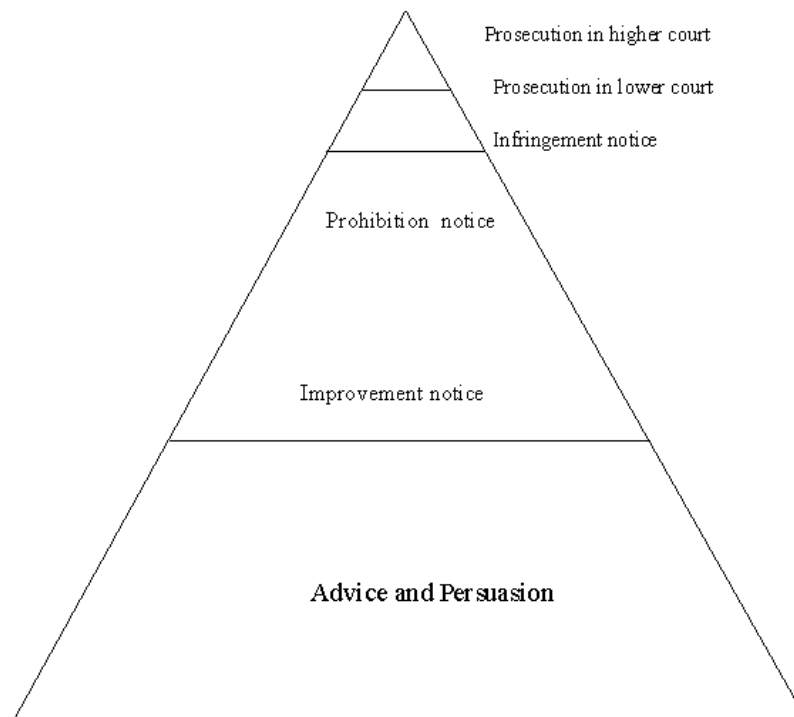 Prosecution in higher court
Prosecution in lower court
Infringement notice
Prohibition notice
Improvement notice
Advice and Persuasion